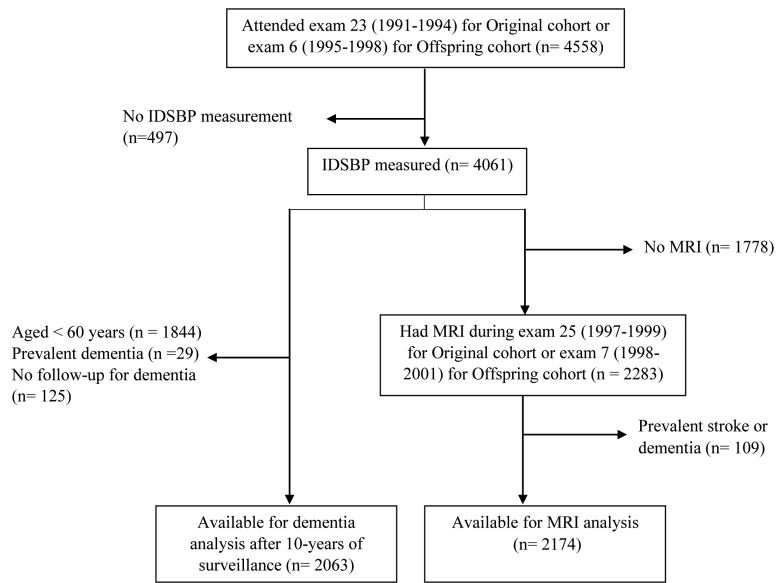 Attended exam 23 (1991-1994) for Original cohort or
exam 6 (1995-1998) for Offspring cohort (n= 4558)
No IDSBP measurement
(n=497)
IDSBP measured (n= 4061)
No MRI (n= 1778)
Aged < 60 years (n = 1844)
Prevalent dementia (n =29)
No follow-up for dementia
(n= 125)
Had MRI during exam 25 (1997-1999)
for Original cohort or exam 7 (1998-
2001) for Offspring cohort (n = 2283)
Prevalent stroke or
dementia (n= 109)
Available for dementia
analysis after 10-years of
surveillance (n= 2063)
Available for MRI analysis
(n= 2174)